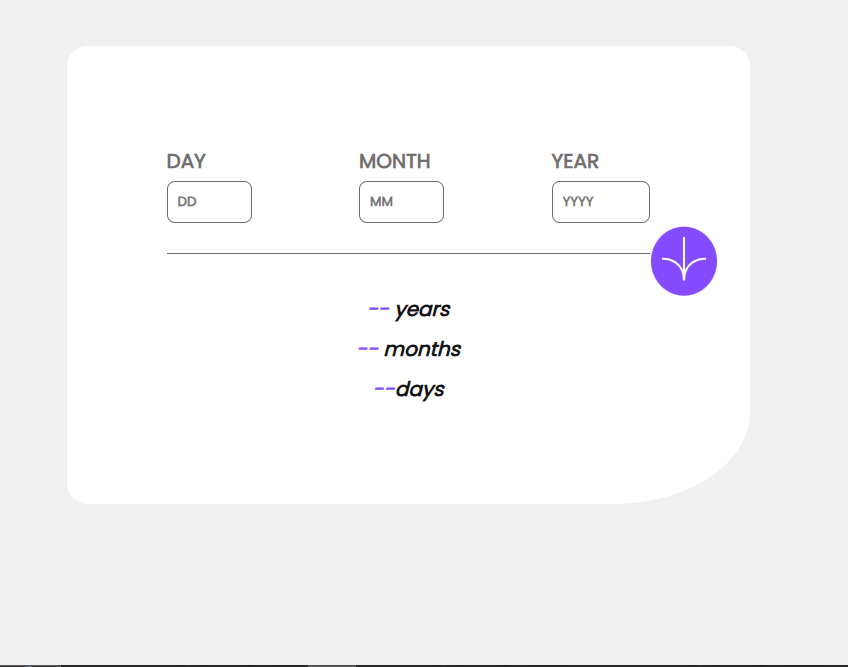 DAY MONTH YEAR
DD MM YYYY
-- years
-- months
--days